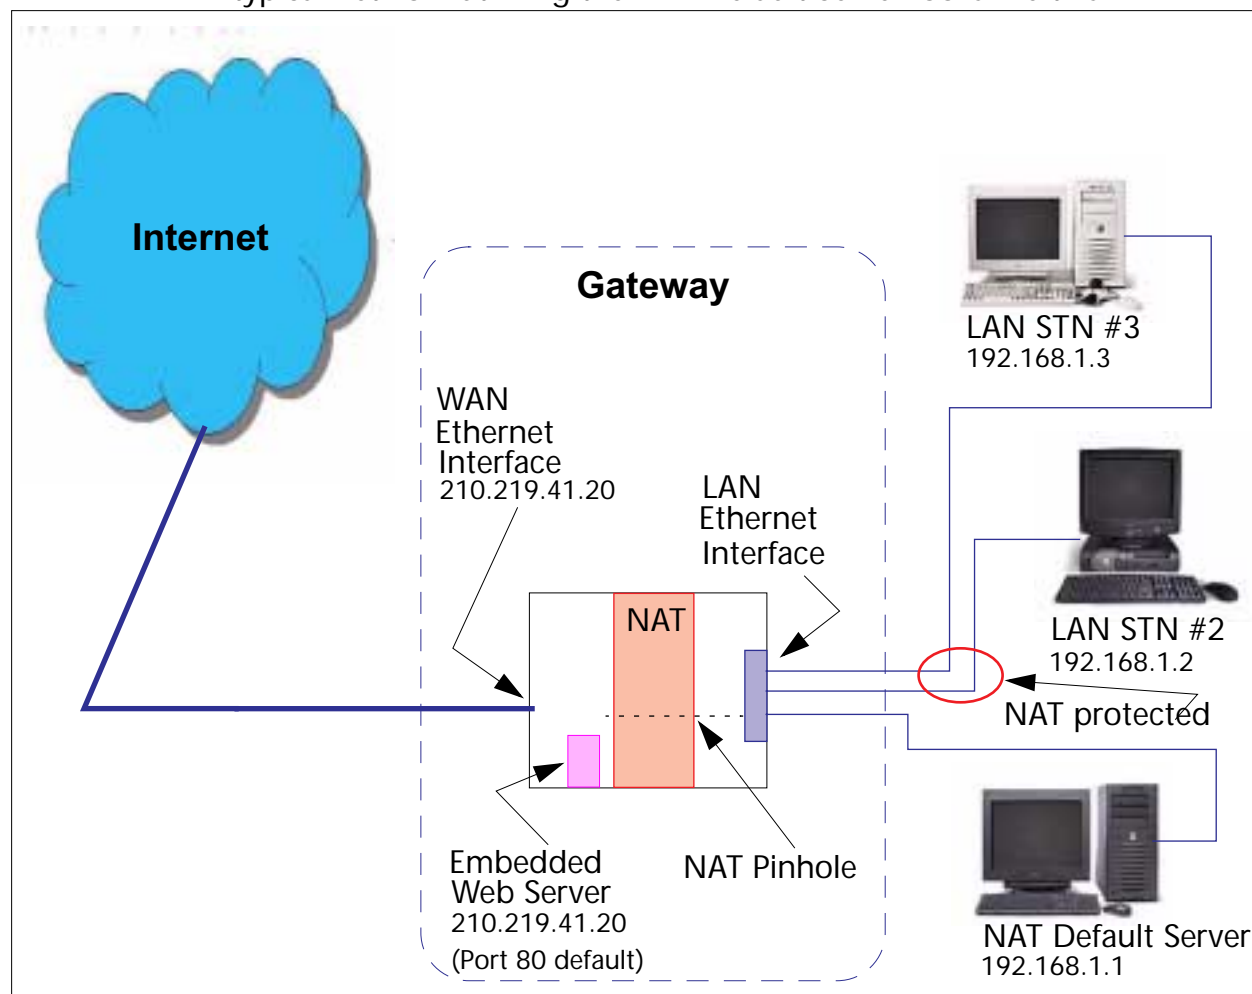 Internet
Gateway
WAN
Ethernet
Interface
210.219.41.20
LAN
Ethernet
Interface
NAT
Embedded
Web Server
210.219.41.20
(Port 80 default)
NAT Pinhole
LAN STN #3
192.168.1.3
LAN STN #2
192.168.1.2
NAT protected
NAT Default Server
192.168.1.1